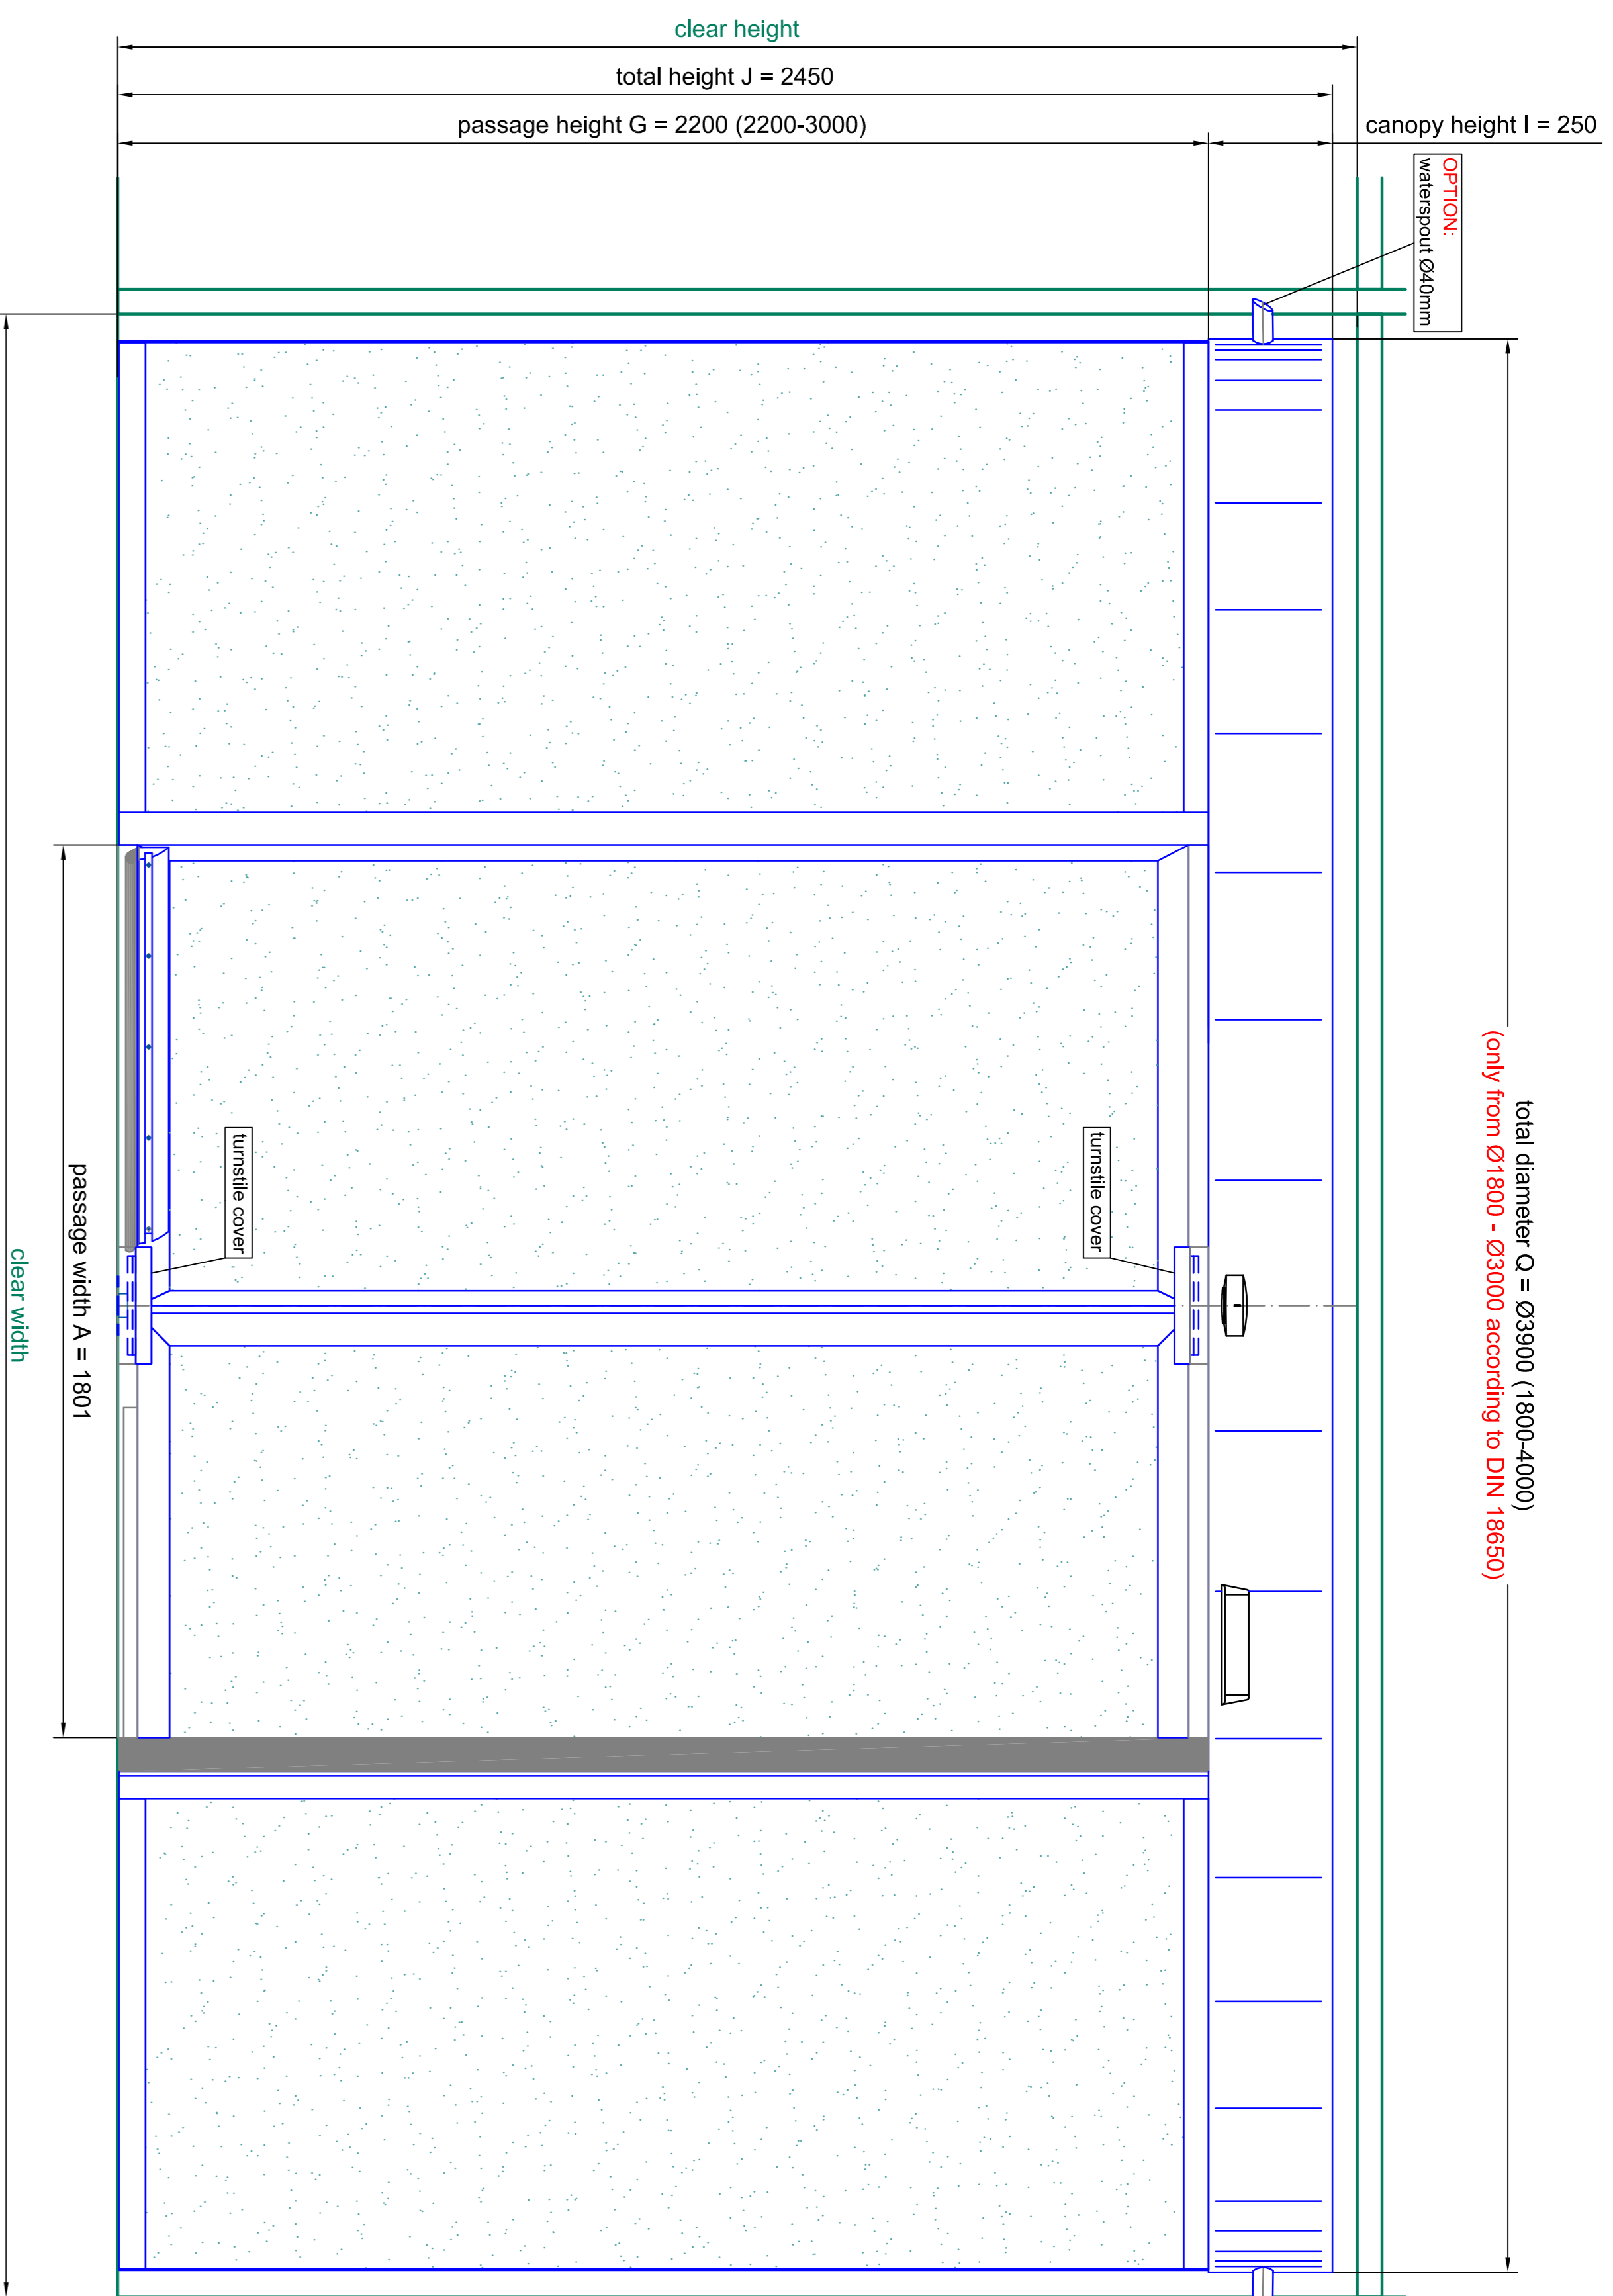 clear height
total height J = 2450
passage height G = 2200 (2200-3000)
canopy height I = 250
OPTION:
waterspout Ø40mm
total diameter Q = Ø3900 (1800-4000)
(only from Ø1800 - Ø3000 according to DIN 18650)
turnstile cover
turnstile cover
passage width A = 1801
clear width